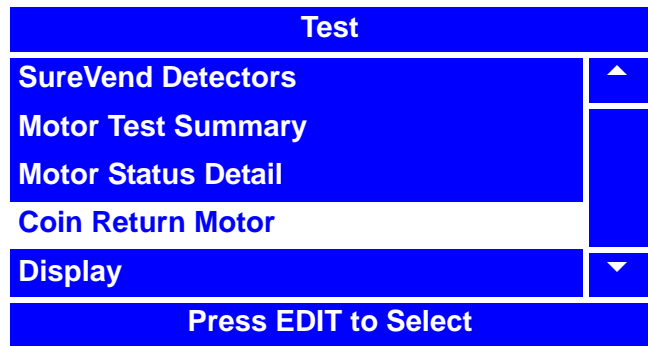 Test
SureVend Detectors
Motor Test Summary
Motor Status Detail
Coin Return Motor
Display
Press EDIT to Select